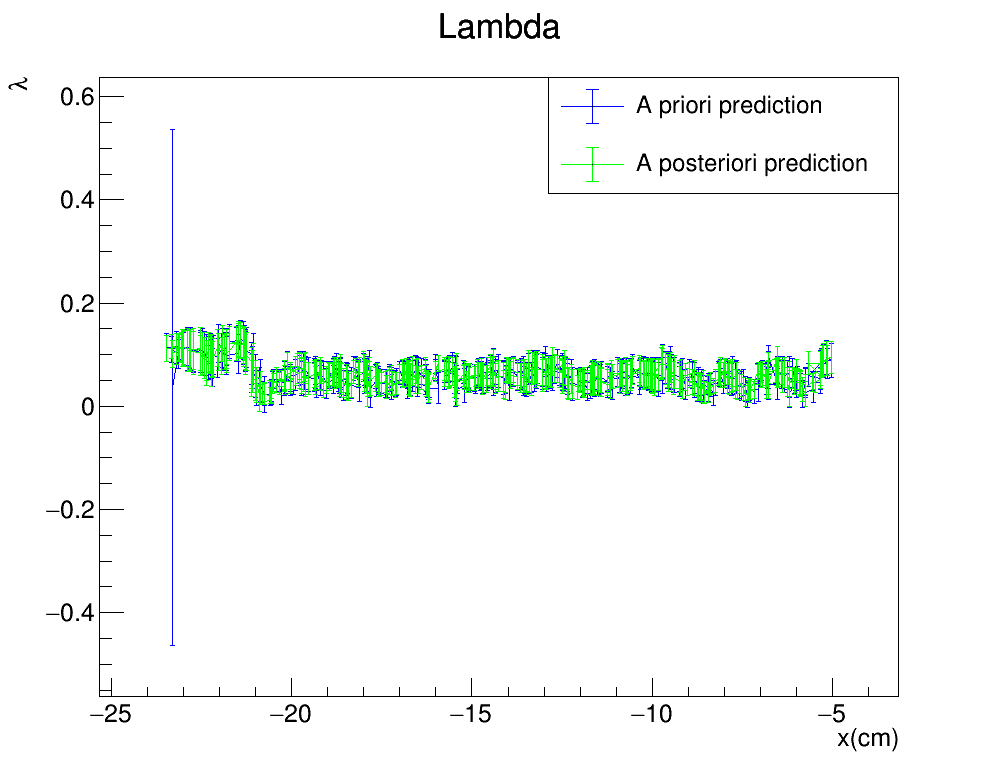 Lambda
λ
0.6
0.4
0.2
0
−0.2
−0.4
A priori prediction
A posteriori prediction
−25 −20 −15 −10 −5
x(cm)